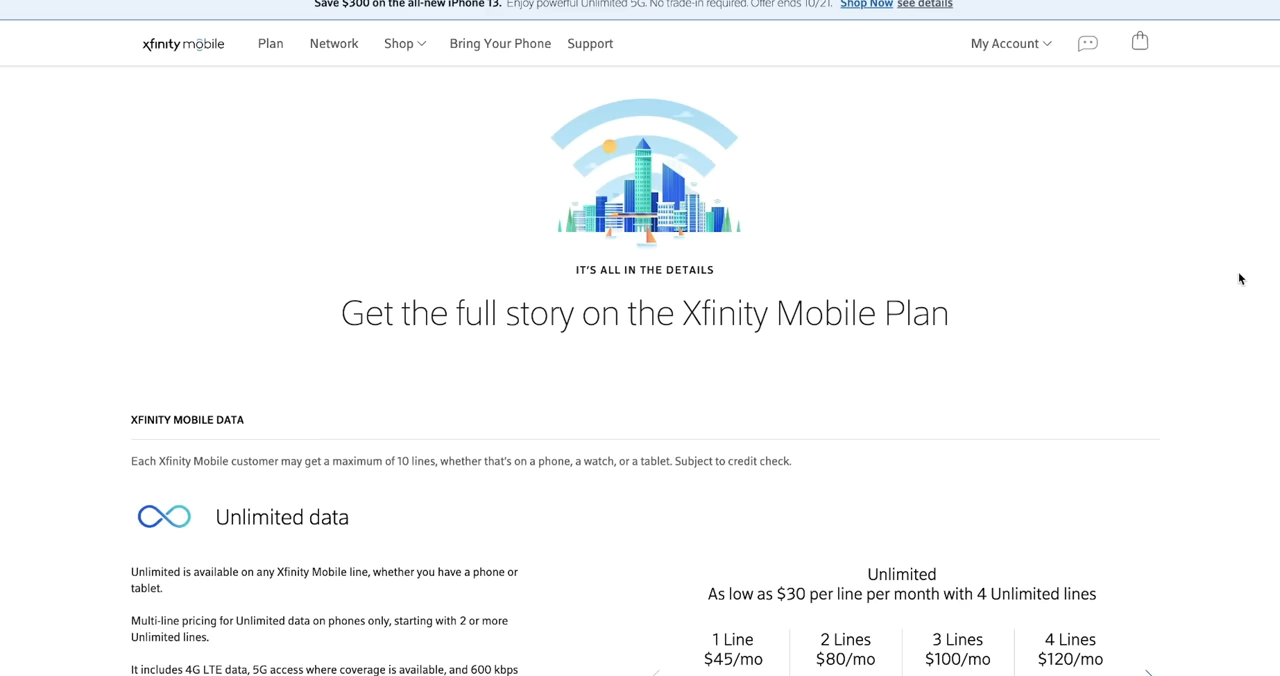 Save $300 on the all-new iPhone 13. Enjoy powerful Unlimited 5G. No trade-in required. Offer ends 10/21. Shop Now see details
xfinity mobile Plan Network Shop Bring Your Phone Support My Account
IT'S ALL IN THE DETAILS
Get the full story on the Xfinity Mobile Plan
XFINITY MOBILE DATA
Each Xfinity Mobile customer may get a maximum of 10 lines, whether that's on a phone, a watch, or a tablet. Subject to credit check.
Unlimited data
Unlimited is available on any Xfinity Mobile line, whether you have a phone or
tablet.
Multi-line pricing for Unlimited data on phones only, starting with 2 or more
Unlimited lines.
It includes 4G LTE data, 5G access where coverage is available, and 600 kbps
Unlimited
As low as $30 per line per month with 4 Unlimited lines
1 Line 2 Lines 3 Lines 4 Lines
$45/mo $80/mo $100/mo $120/mo